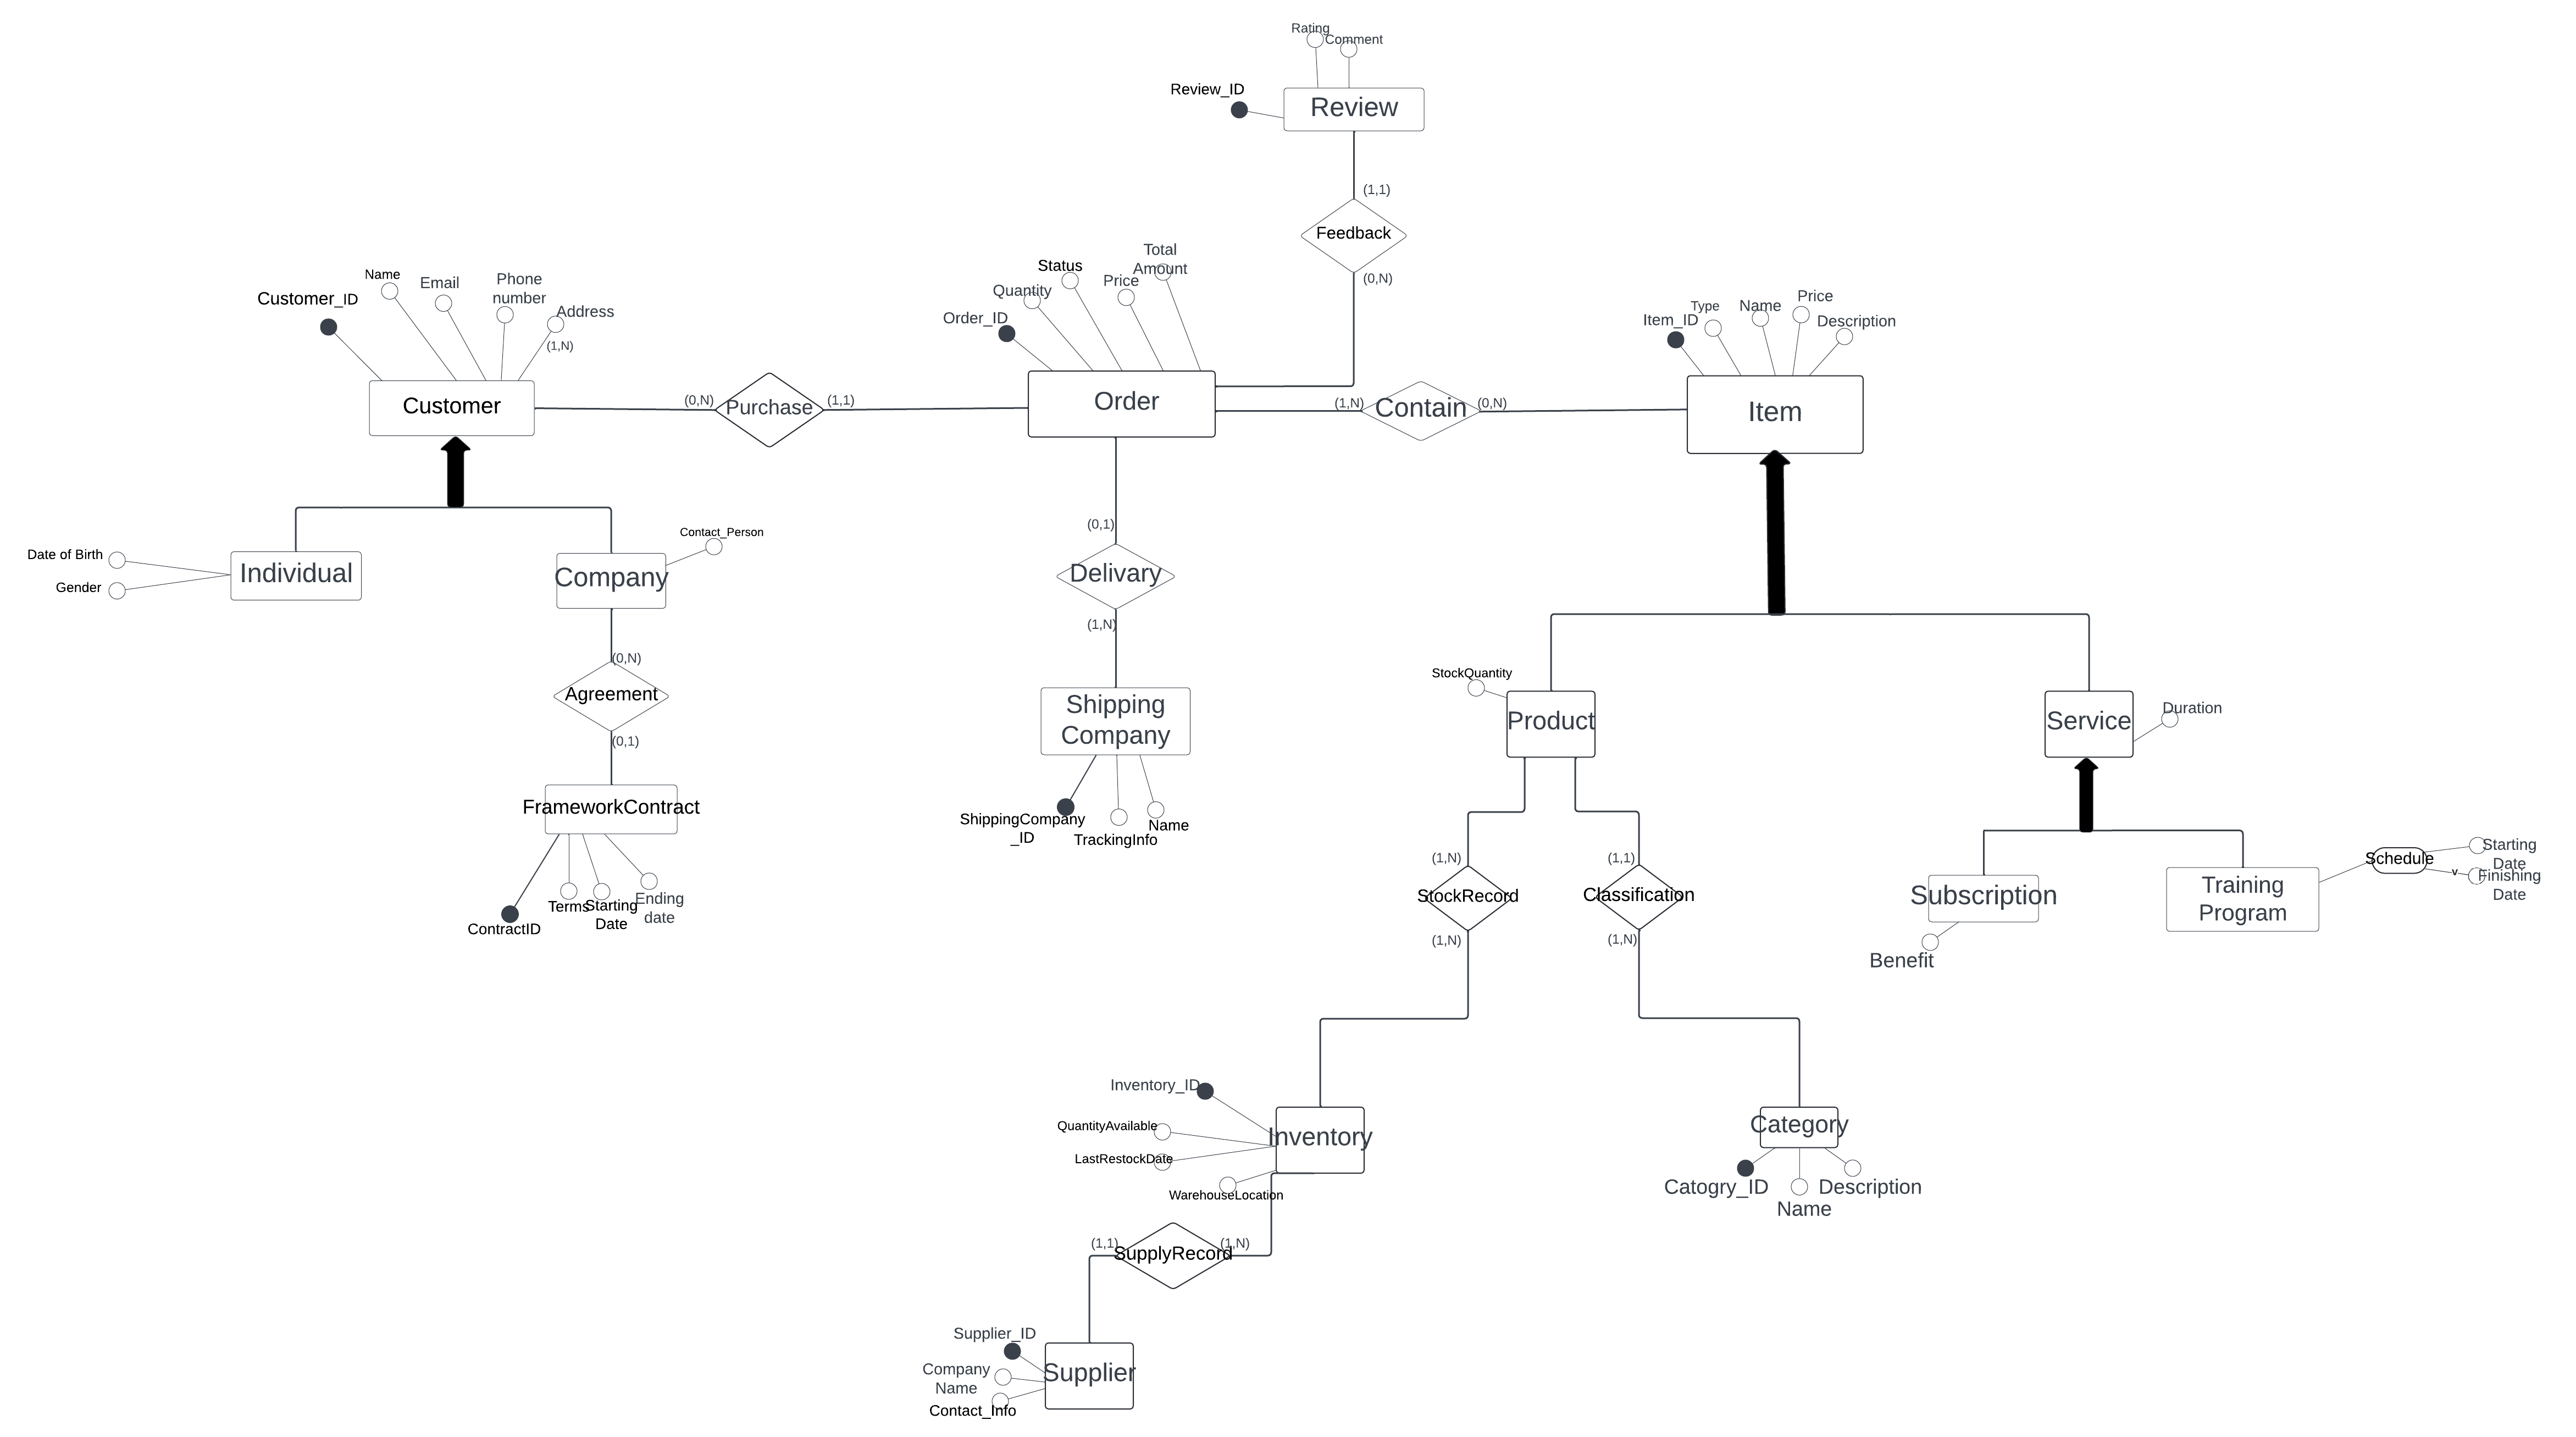 Rating
Comment
Review_ID
Review
(1,1)
Feedback
(0,N)
Total
Amount
Status
Price
Quantity
Order_ID
Order
Name
Email
Phone
number
Customer_ID
Address
(1,N)
Customer
(0,N)
Purchase
(1,1)
(1,N)
Contain
(0,N)
Item_ID
Type
Name
Price
Description
Item
Date of Birth
Gender
Individual
Contact_Person
Company
(0,N)
Agreement
(0,1)
FrameworkContract
ContractID
Terms
Starting
Date
Ending
date
(0,1)
Delivary
(1,N)
Shipping
Company
ShippingCompany
_ID
TrackingInfo
Name
StockQuantity
Product
Service
Duration
(1,N)
StockRecord
(1,N)
(1,1)
Classification
(1,N)
Subscription
Benefit
Training
Program
Schedule
Starting
Date
v
Finishing
Date
Inventory_ID
QuantityAvailable
LastRestockDate
WarehouseLocation
Inventory
Category
Catogry_ID
Name
Description
(1,1)
SupplyRecord
(1,N)
Supplier_ID
Company
Name
Contact_Info
Supplier